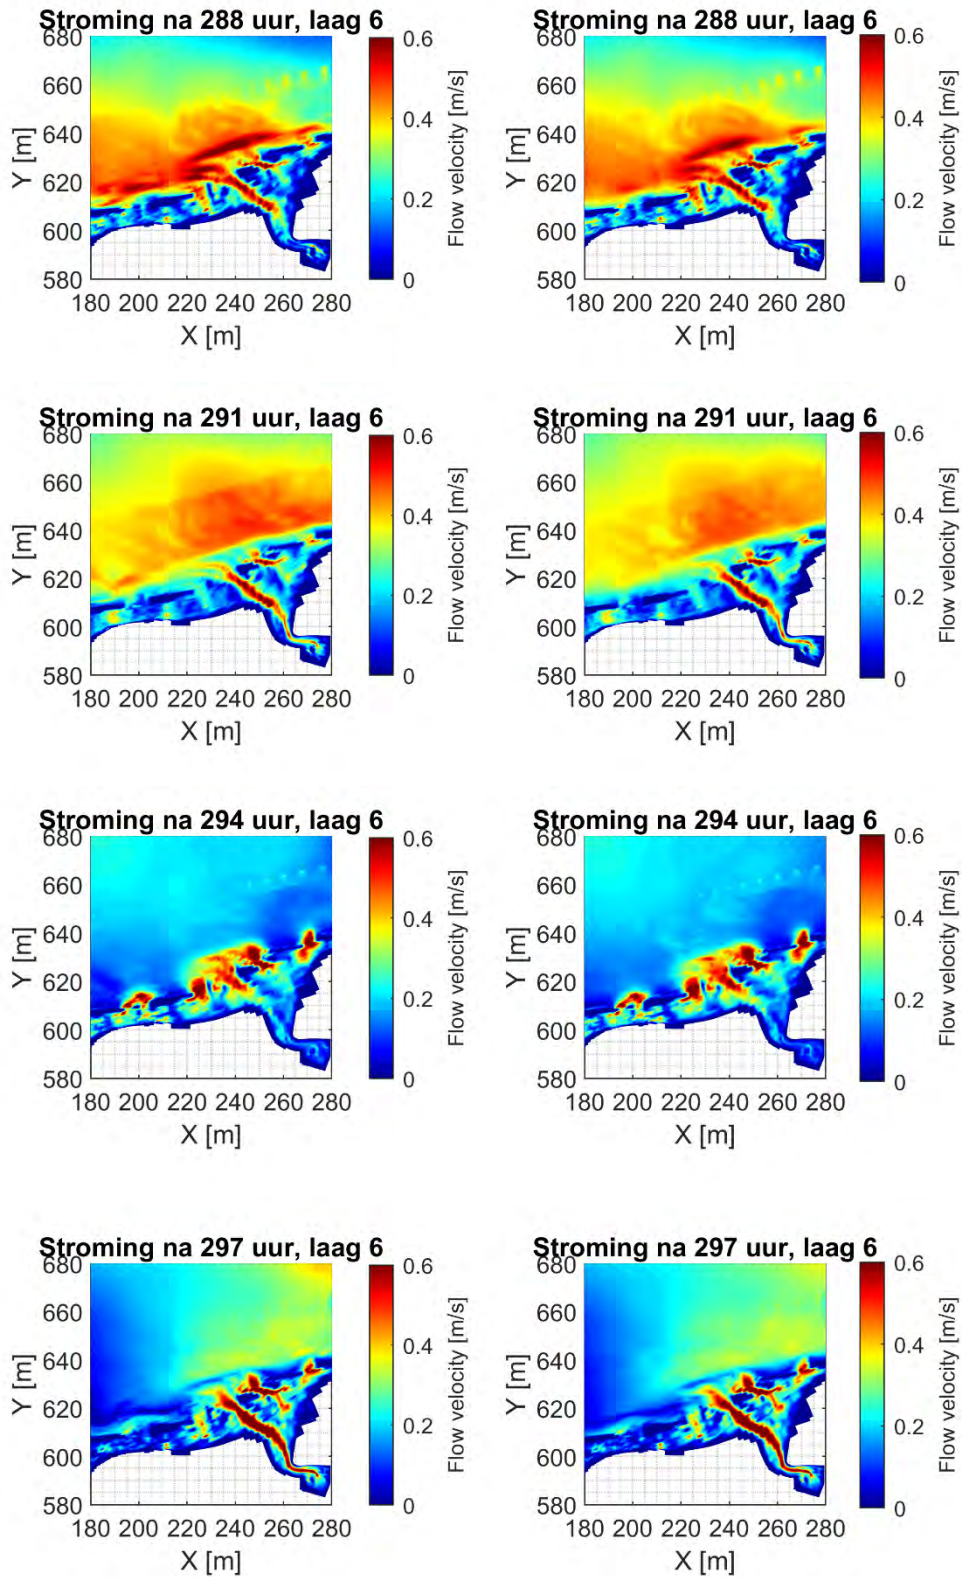 Stroming na 288 uur, laag 6
680
660
640
620
600
580
Y [m]
180 200 220 240 260 280
X [m]
0.6
0.4
0.2
0
Flow velocity [m/s]
Stroming na 288 uur, laag 6
680
660
640
620
600
580
Y [m]
180 200 220 240 260 280
X [m]
0.6
0.4
0.2
0
Flow velocity [m/s]
Stroming na 291 uur, laag 6
680
660
640
620
600
580
Y [m]
180 200 220 240 260 280
X [m]
0.6
0.4
0.2
0
Flow velocity [m/s]
Stroming na 291 uur, laag 6
680
660
640
620
600
580
Y [m]
180 200 220 240 260 280
X [m]
0.6
0.4
0.2
0
Flow velocity [m/s]
Stroming na 294 uur, laag 6
680
660
640
620
600
580
Y [m]
180 200 220 240 260 280
X [m]
0.6
0.4
0.2
0
Flow velocity [m/s]
Stroming na 294 uur, laag 6
680
660
640
620
600
580
Y [m]
180 200 220 240 260 280
X [m]
0.6
0.4
0.2
0
Flow velocity [m/s]
Stroming na 297 uur, laag 6
680
660
640
620
600
580
Y [m]
180 200 220 240 260 280
X [m]
0.6
0.4
0.2
0
Flow velocity [m/s]
Stroming na 297 uur, laag 6
680
660
640
620
600
580
Y [m]
180 200 220 240 260 280
X [m]
0.6
0.4
0.2
0
Flow velocity [m/s]